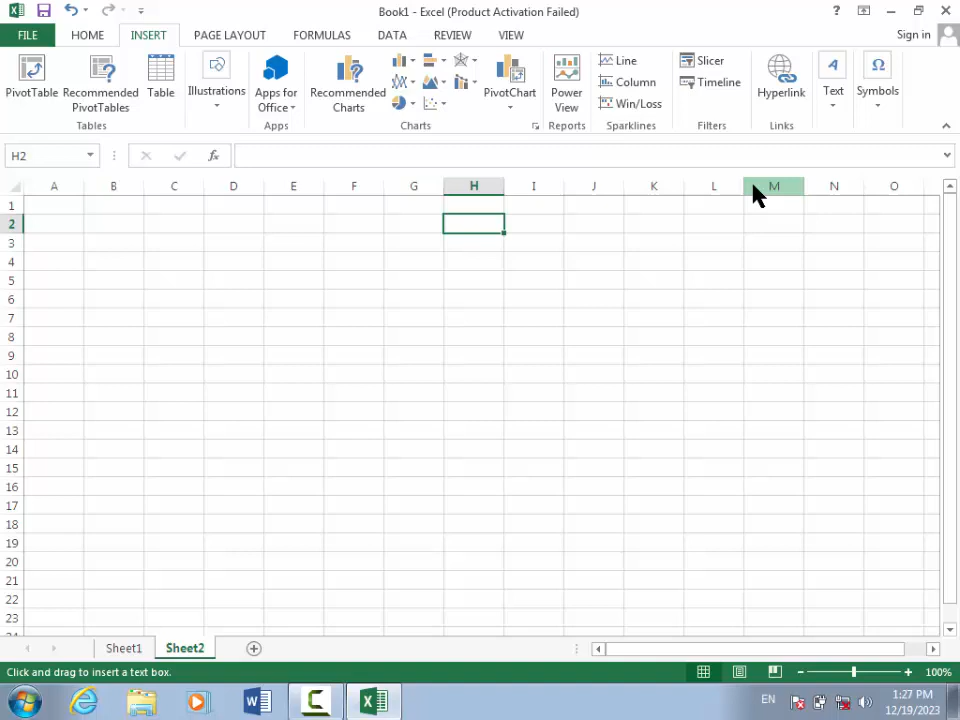 Book1 - Excel (Product Activation Failed)
?
FILE
HOME
INSERT
PAGE LAYOUT
FORMULAS
DATA
REVIEW
VIEW
Sign in
PivotTable
Recommended
PivotTables
Table
Illustrations
Apps for
Office
Recommended
Charts
PivotChart
Power
View
Line
Column
Win/Loss
Slicer
Timeline
Hyperlink
Text
Symbols
Tables
Apps
Charts
Reports
Sparklines
Filters
Links
H2
fx
A B C D E F G H I J K L M N O
1
2
3
4
5
6
7
8
9
10
11
12
13
14
15
16
17
18
19
20
21
22
23
Sheet1
Sheet2
Click and drag to insert a text box.
100%
EN
1:27 PM
12/19/2023